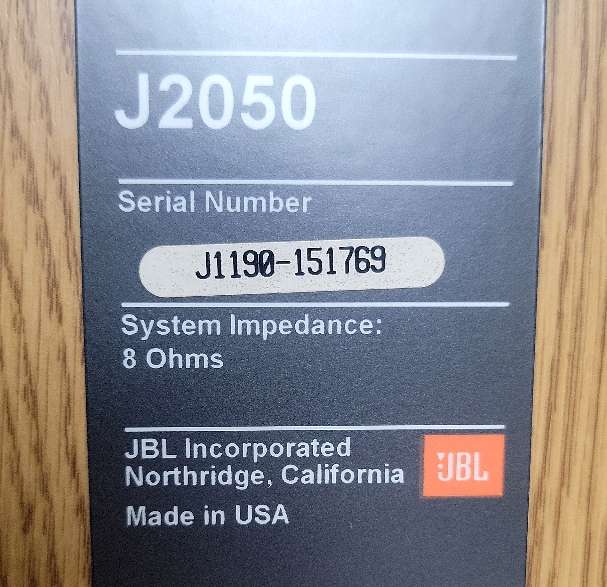 J2050
Serial Number
J1190-151769
System Impedance:
8 Ohms
JBL Incorporated
Northridge, California
JBL
Made in USA